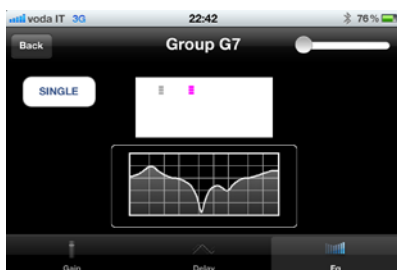 voda IT 3G 22:42 76%
Back Group G7
SINGLE
Gain Delay Eq